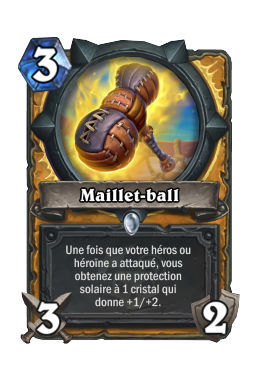 3
Maillet-ball
Une fois que votre héros ou
héroïne a attaqué, vous
obtenez une protection
solaire à 1 cristal qui
donne +1/+2.
3
2